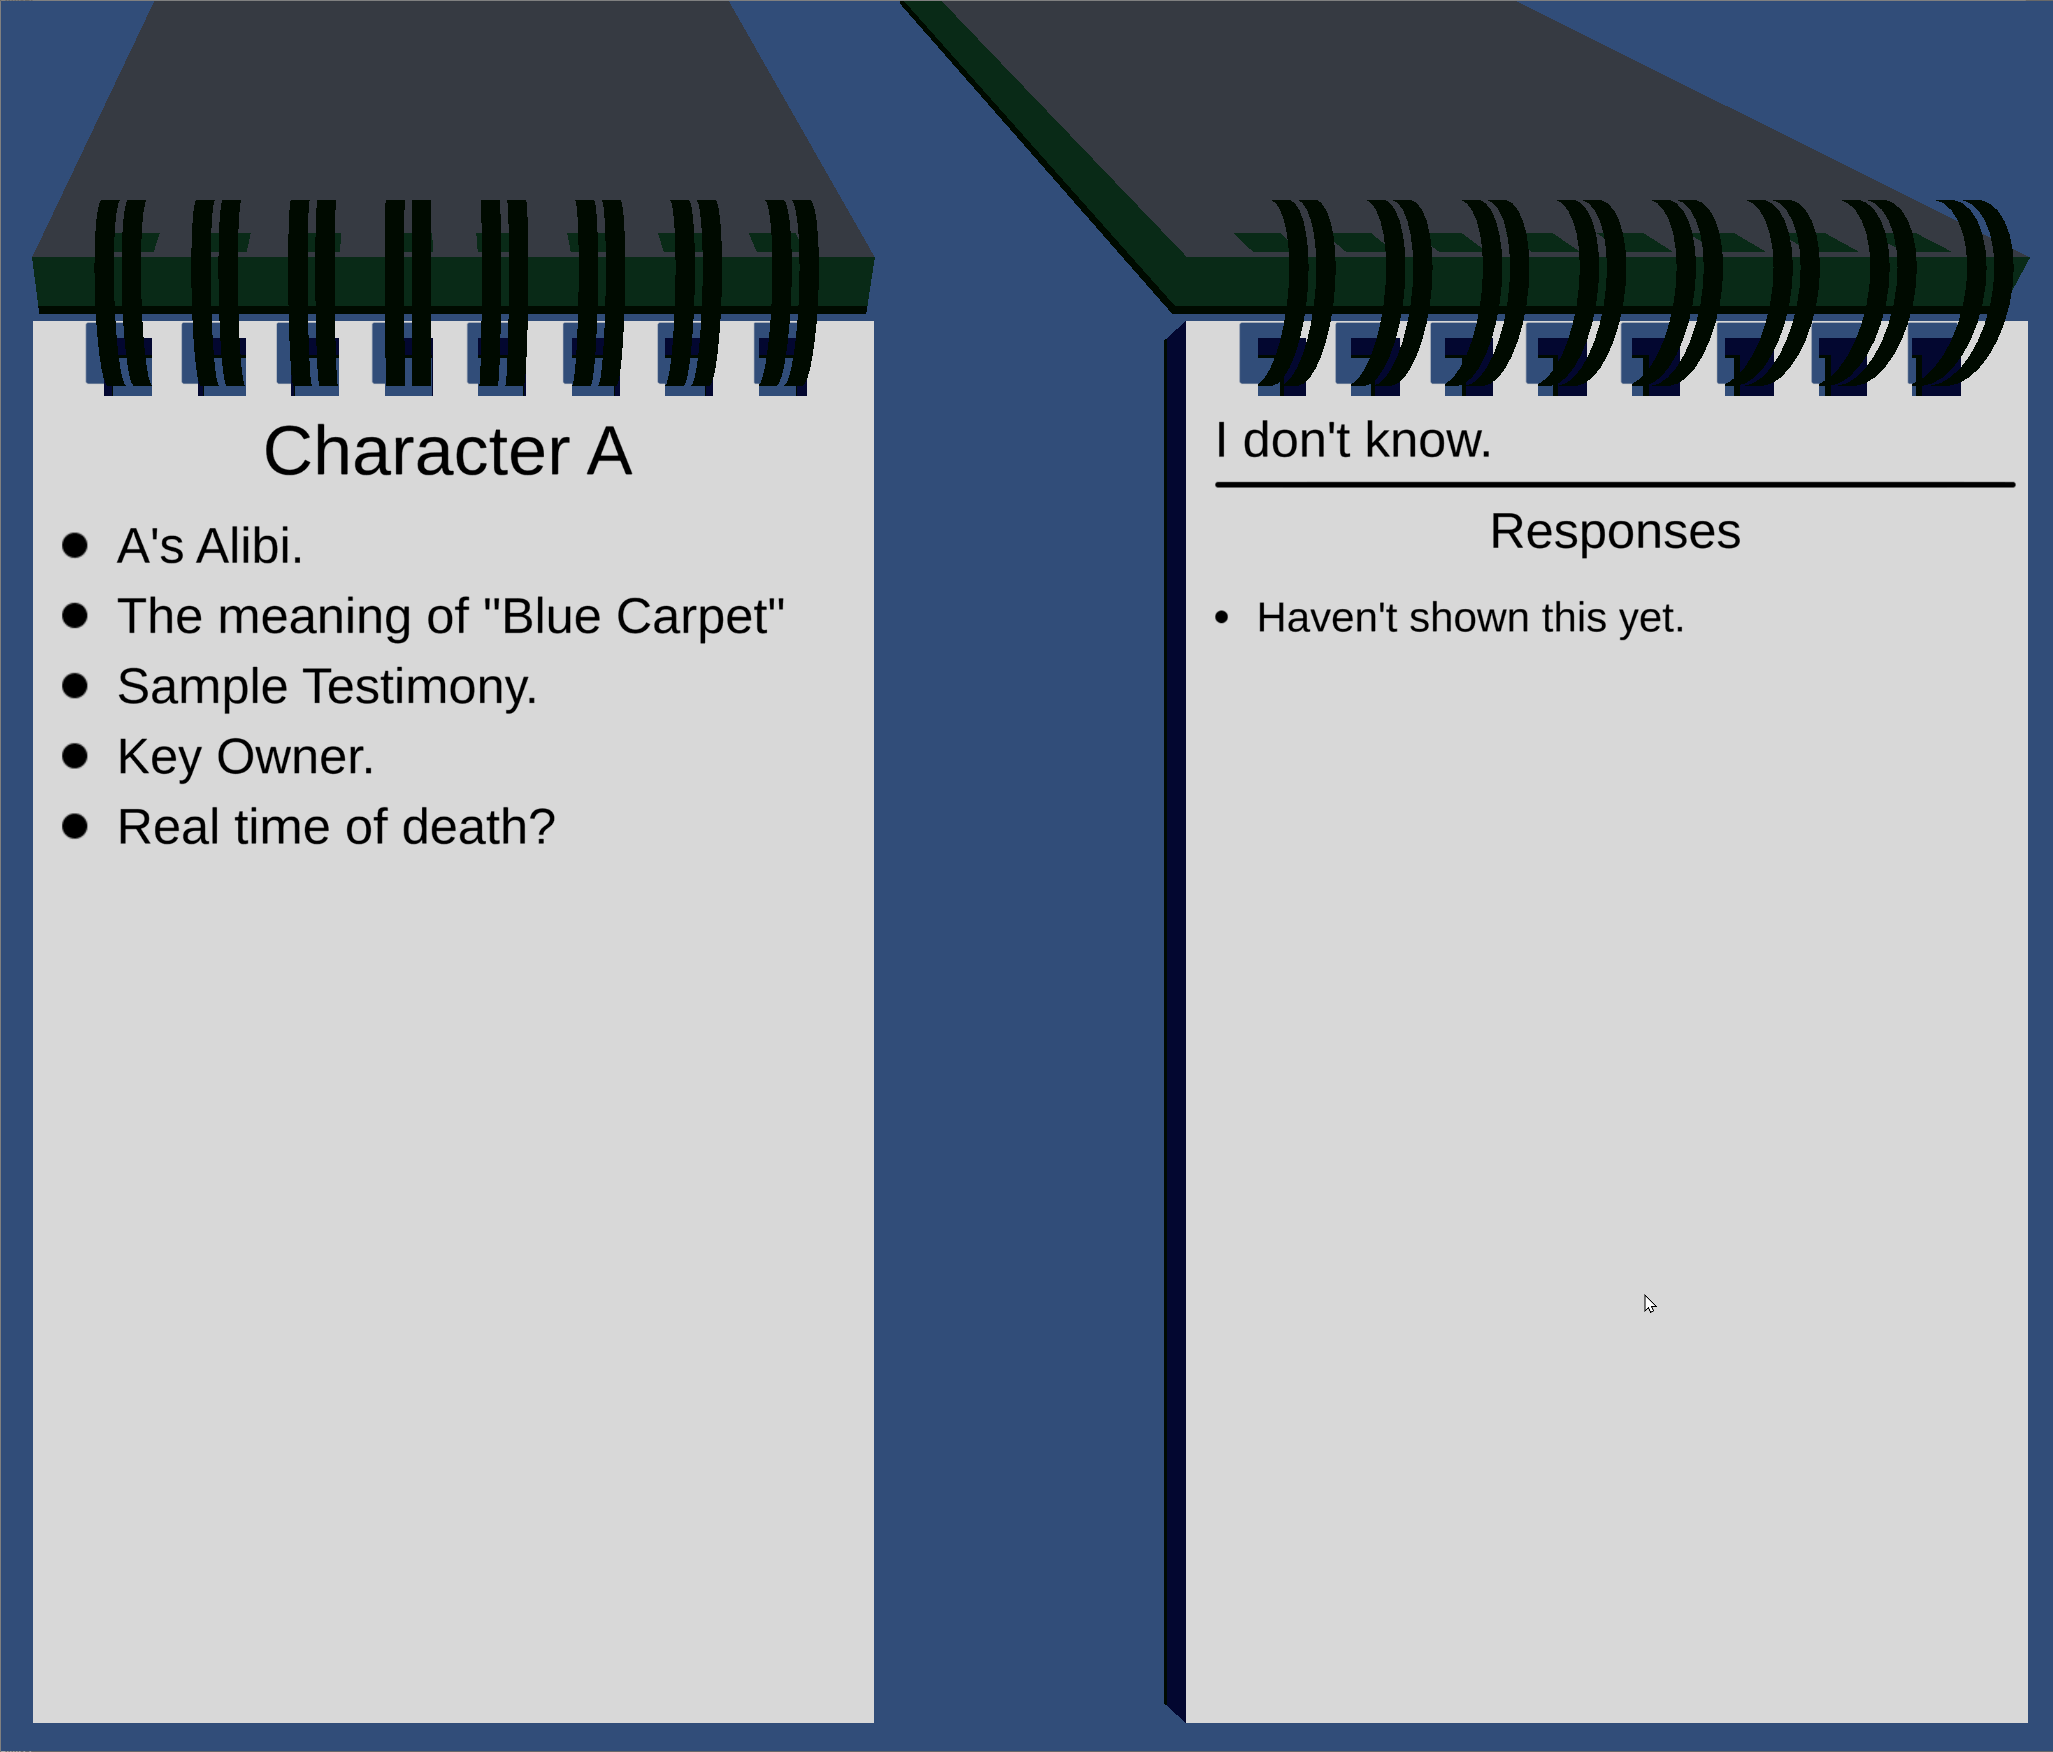 Character A
A's Alibi.
The meaning of "Blue Carpet"
Sample Testimony.
Key Owner.
Real time of death?
I don't know.
Responses
Haven't shown this yet.